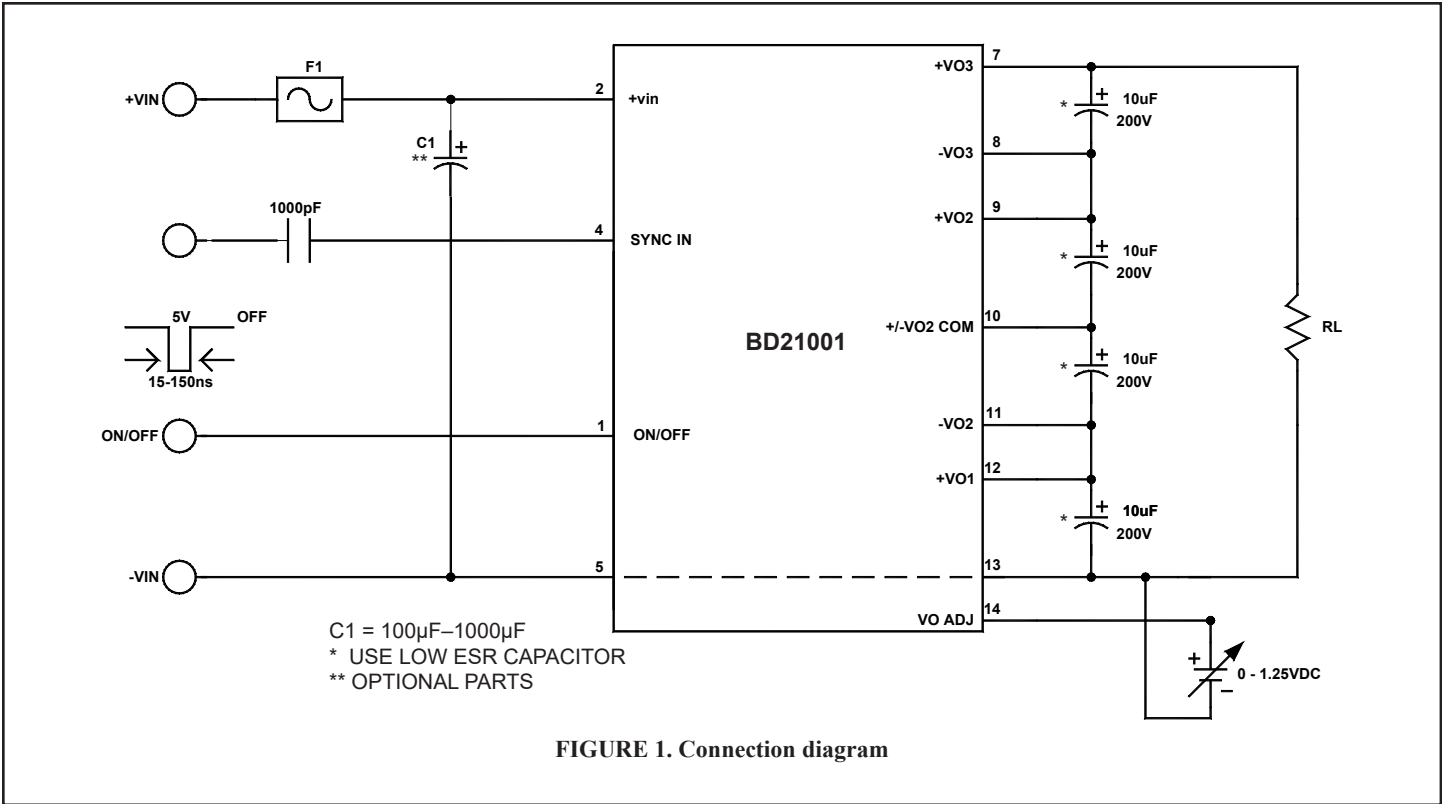 F1
+VIN
2
+vin
C1
+
**
1000pF
4
SYNC IN
5V
OFF
15-150ns
ON/OFF
1
ON/OFF
-VIN
5
BD21001
+VO3
7
+
10uF
200V
*
-VO3
8
+VO2
9
+
10uF
200V
*
+/-VO2 COM
10
+
10uF
200V
*
-VO2
11
+VO1
12
+
10uF
200V
*
13
VO ADJ
14
RL
+
0 - 1.25VDC
–
C1 = 100µF–1000µF
* USE LOW ESR CAPACITOR
** OPTIONAL PARTS
FIGURE 1. Connection diagram